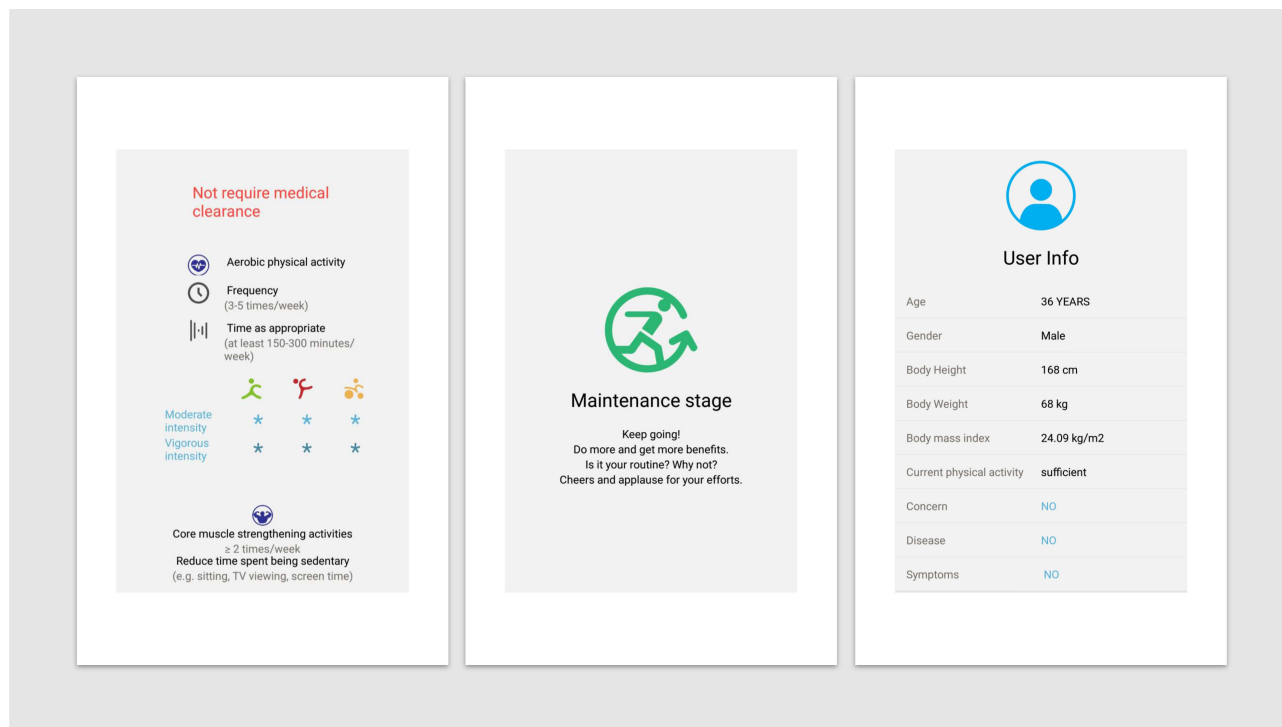 Not require medical
clearance
Aerobic physical activity
Frequency
(3-5 times/week)
Time as appropriate
(at least 150-300 minutes/
week)
Moderate
intensity
* * *
Vigorous
intensity
* * *
Core muscle strengthening activities
≥ 2 times/week
Reduce time spent being sedentary
(e.g. sitting, TV viewing, screen time)
Maintenance stage
Keep going!
Do more and get more benefits.
Is it your routine? Why not?
Cheers and applause for your efforts.
User Info
Age 36 YEARS
Gender Male
Body Height 168 cm
Body Weight 68 kg
Body mass index 24.09 kg/m2
Current physical activity sufficient
Concern NO
Disease NO
Symptoms NO